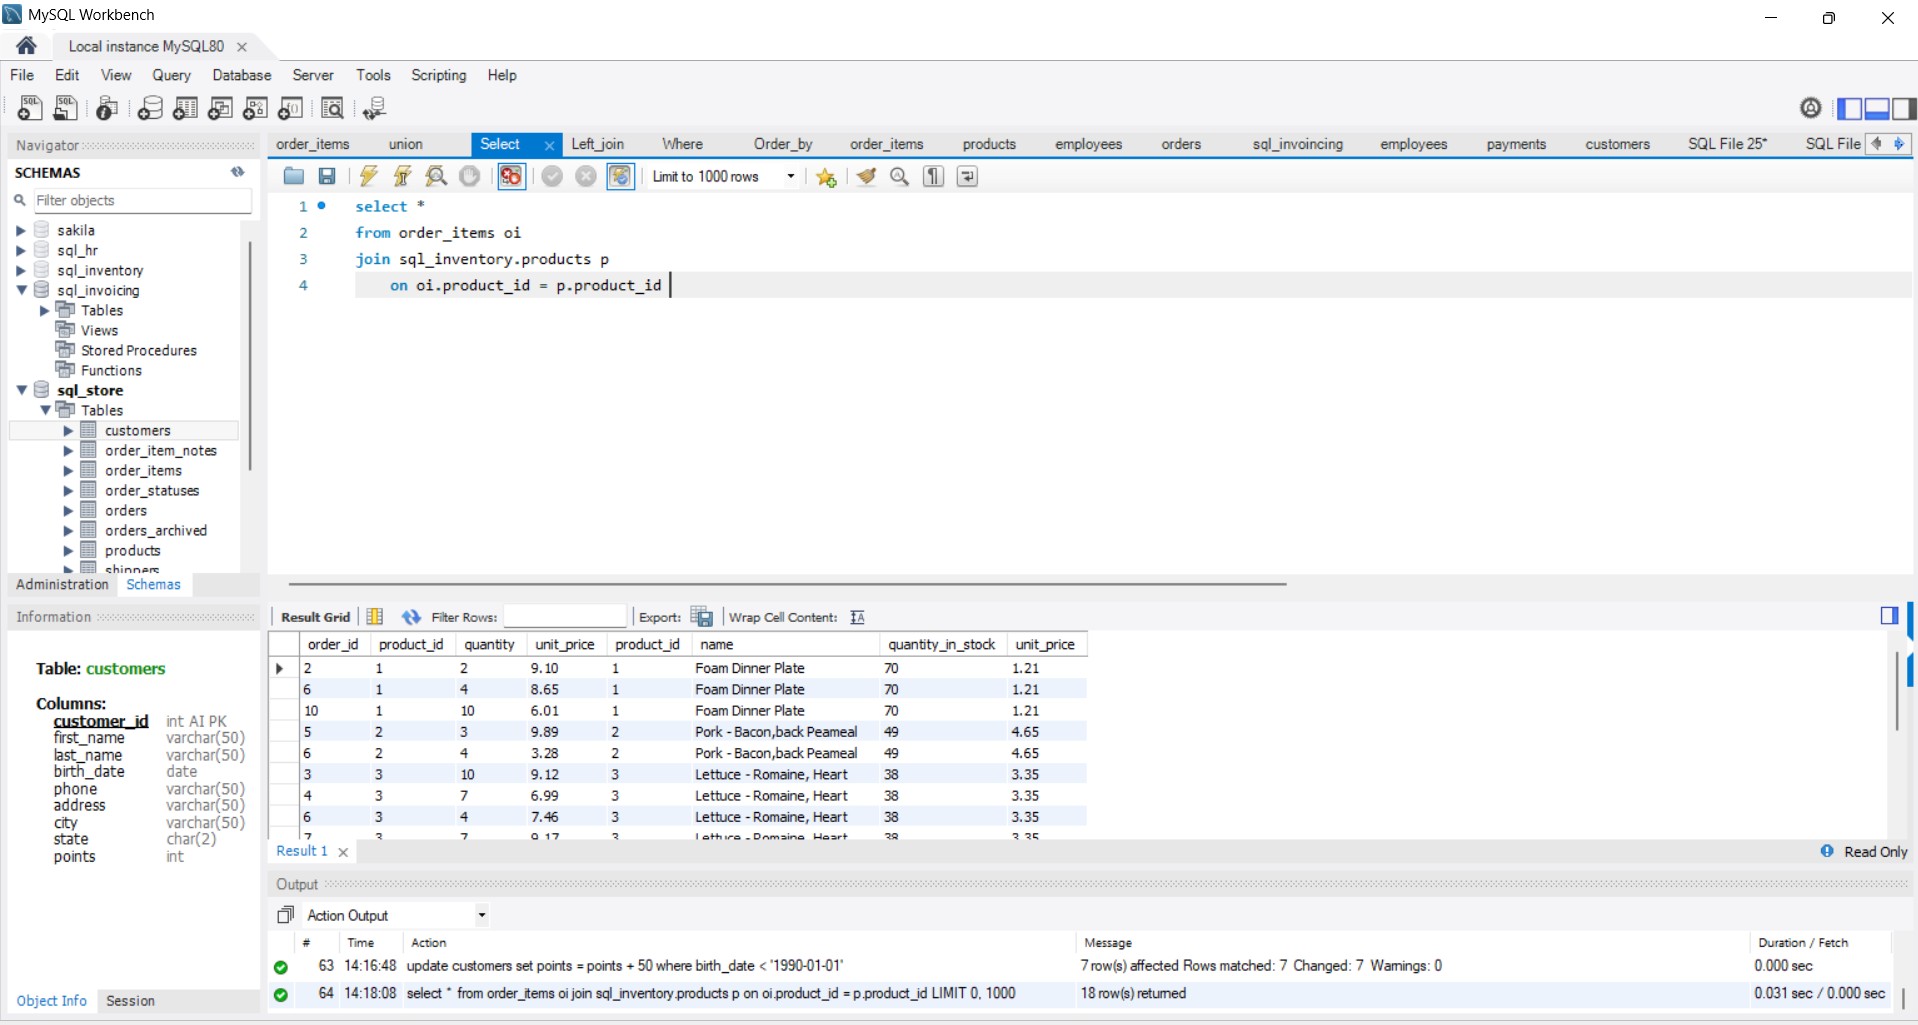 MySQL Workbench
Local instance MySQL80
File Edit View Query Database Server Tools Scripting Help
Navigator
SCHEMAS
Filter objects
sakila
sql_hr
sql_inventory
sql_invoicing
Tables
Views
Stored Procedures
Functions
sql_store
Tables
customers
order_item_notes
order_items
order_statuses
orders
orders_archived
products
shippers
Administration Schemas
Information
Table: customers
Columns:
customer_id int AI PK
first_name varchar(50)
last_name varchar(50)
birth_date date
phone varchar(50)
address varchar(50)
city varchar(50)
state char(2)
points int
Object Info Session
order_items union Select Left_join Where Order_by order_items products employees orders sql_invoincing employees payments customers SQL File 25* SQL File
Limit to 1000 rows
1 select *
2 from order_items oi
3 join sql_inventory.products p
4 on oi.product_id = p.product_id
Result Grid Filter Rows: Export: Wrap Cell Content:
order_id product_id quantity unit_price product_id name quantity_in_stock unit_price
2 1 2 9.10 1 Foam Dinner Plate 70 1.21
6 1 4 8.65 1 Foam Dinner Plate 70 1.21
10 1 10 6.01 1 Foam Dinner Plate 70 1.21
5 2 3 9.89 2 Pork - Bacon,back Peameal 49 4.65
6 2 4 3.28 2 Pork - Bacon,back Peameal 49 4.65
3 3 10 9.12 3 Lettuce - Romaine, Heart 38 3.35
4 3 7 6.99 3 Lettuce - Romaine, Heart 38 3.35
6 3 4 7.46 3 Lettuce - Romaine, Heart 38 3.35
7 3 7 9.17 3 Lettuce - Romaine, Heart 38 3.35
Result 1
Read Only
Output
Action Output
# Time Action Message Duration / Fetch
63 14:16:48 update customers set points = points + 50 where birth_date < '1990-01-01' 7 row(s) affected Rows matched: 7 Changed: 7 Warnings: 0 0.000 sec
64 14:18:08 select * from order_items oi join sql_inventory.products p on oi.product_id = p.product_id LIMIT 0, 1000 18 row(s) returned 0.031 sec / 0.000 sec